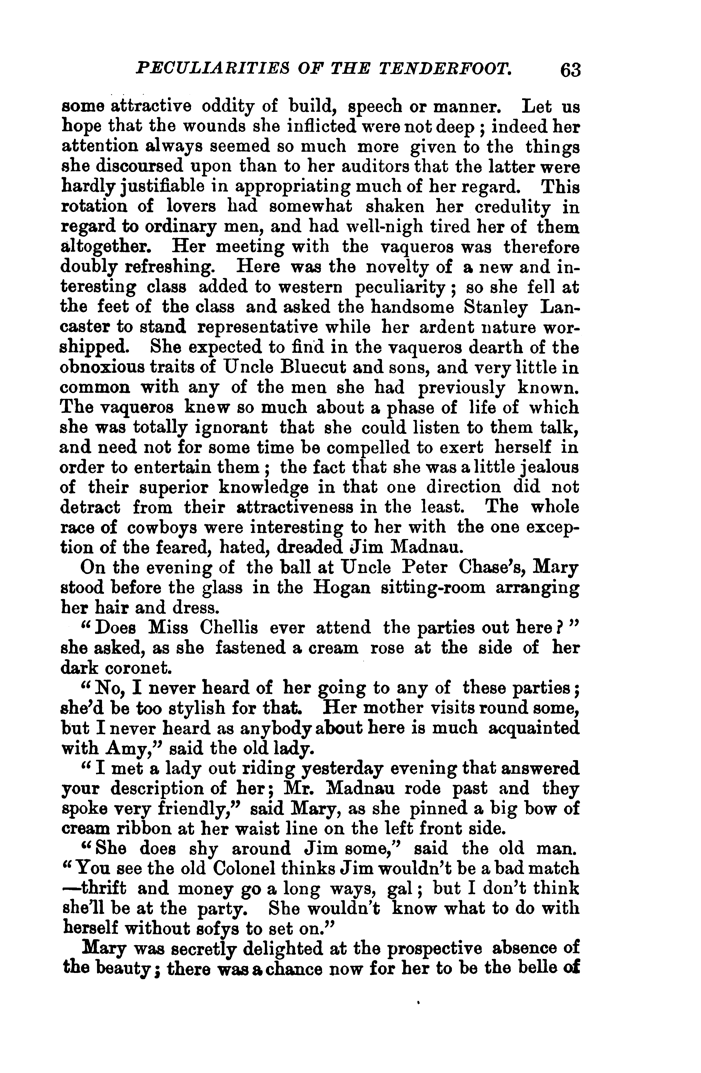 PECULIARITIES OF THE TENDERFOOT. 63
some attractive oddity of build, speech or manner. Let us
hope that the wounds she inflicted were not deep ; indeed her
attention always seemed so much more given to the things
she discoursed upon than to her auditors that the latter were
hardly justifiable in appropriating much of her regard. This
rotation of lovers had somewhat shaken her credulity in
regard to ordinary men, and had well-nigh tired her of them
altogether. Her meeting with the vaqueros was therefore
doubly refreshing. Here was the novelty of a new and in-
teresting class added to western peculiarity ; so she fell at
the feet of the class and asked the handsome Stanley Lan-
caster to stand representative while her ardent nature wor-
shipped. She expected to find in the vaqueros dearth of the
obnoxious traits of Uncle Bluecut and sons, and very little in
common with any of the men she had previously known.
The vaqueros knew so much about a phase of life of which
she was totally ignorant that she could listen to them talk,
and need not for some time be compelled to exert herself in
order to entertain them ; the fact that she was a little jealous
of their superior knowledge in that one direction did not
detract from their attractiveness in the least. The whole
race of cowboys were interesting to her with the one excep-
tion of the feared, hated, dreaded Jim Madnau.
On the evening of the ball at Uncle Peter Chase's, Mary
stood before the glass in the Hogan sitting-room arranging
her hair and dress.
"Does Miss Chellis ever attend the parties out here?"
she asked, as she fastened a cream rose at the side of her
dark coronet.
"No, I never heard of her going to any of these parties;
she'd be too stylish for that. Her mother visits round some,
but I never heard as anybody about here is much acquainted
with Amy," said the old lady.
"I met a lady out riding yesterday evening that answered
your description of her; Mr. Madnau rode past and they
spoke very friendly," said Mary, as she pinned a big bow of
cream ribbon at her waist line on the left front side.
"She does shy around Jim some," said the old man.
"You see the old Colonel thinks Jim wouldn't be a bad match
—thrift and money go a long ways, gal ; but I don't think
she'll be at the party. She wouldn't know what to do with
herself without sofys to set on."
Mary was secretly delighted at the prospective absence of
the beauty; there was a chance now for her to be the belle of